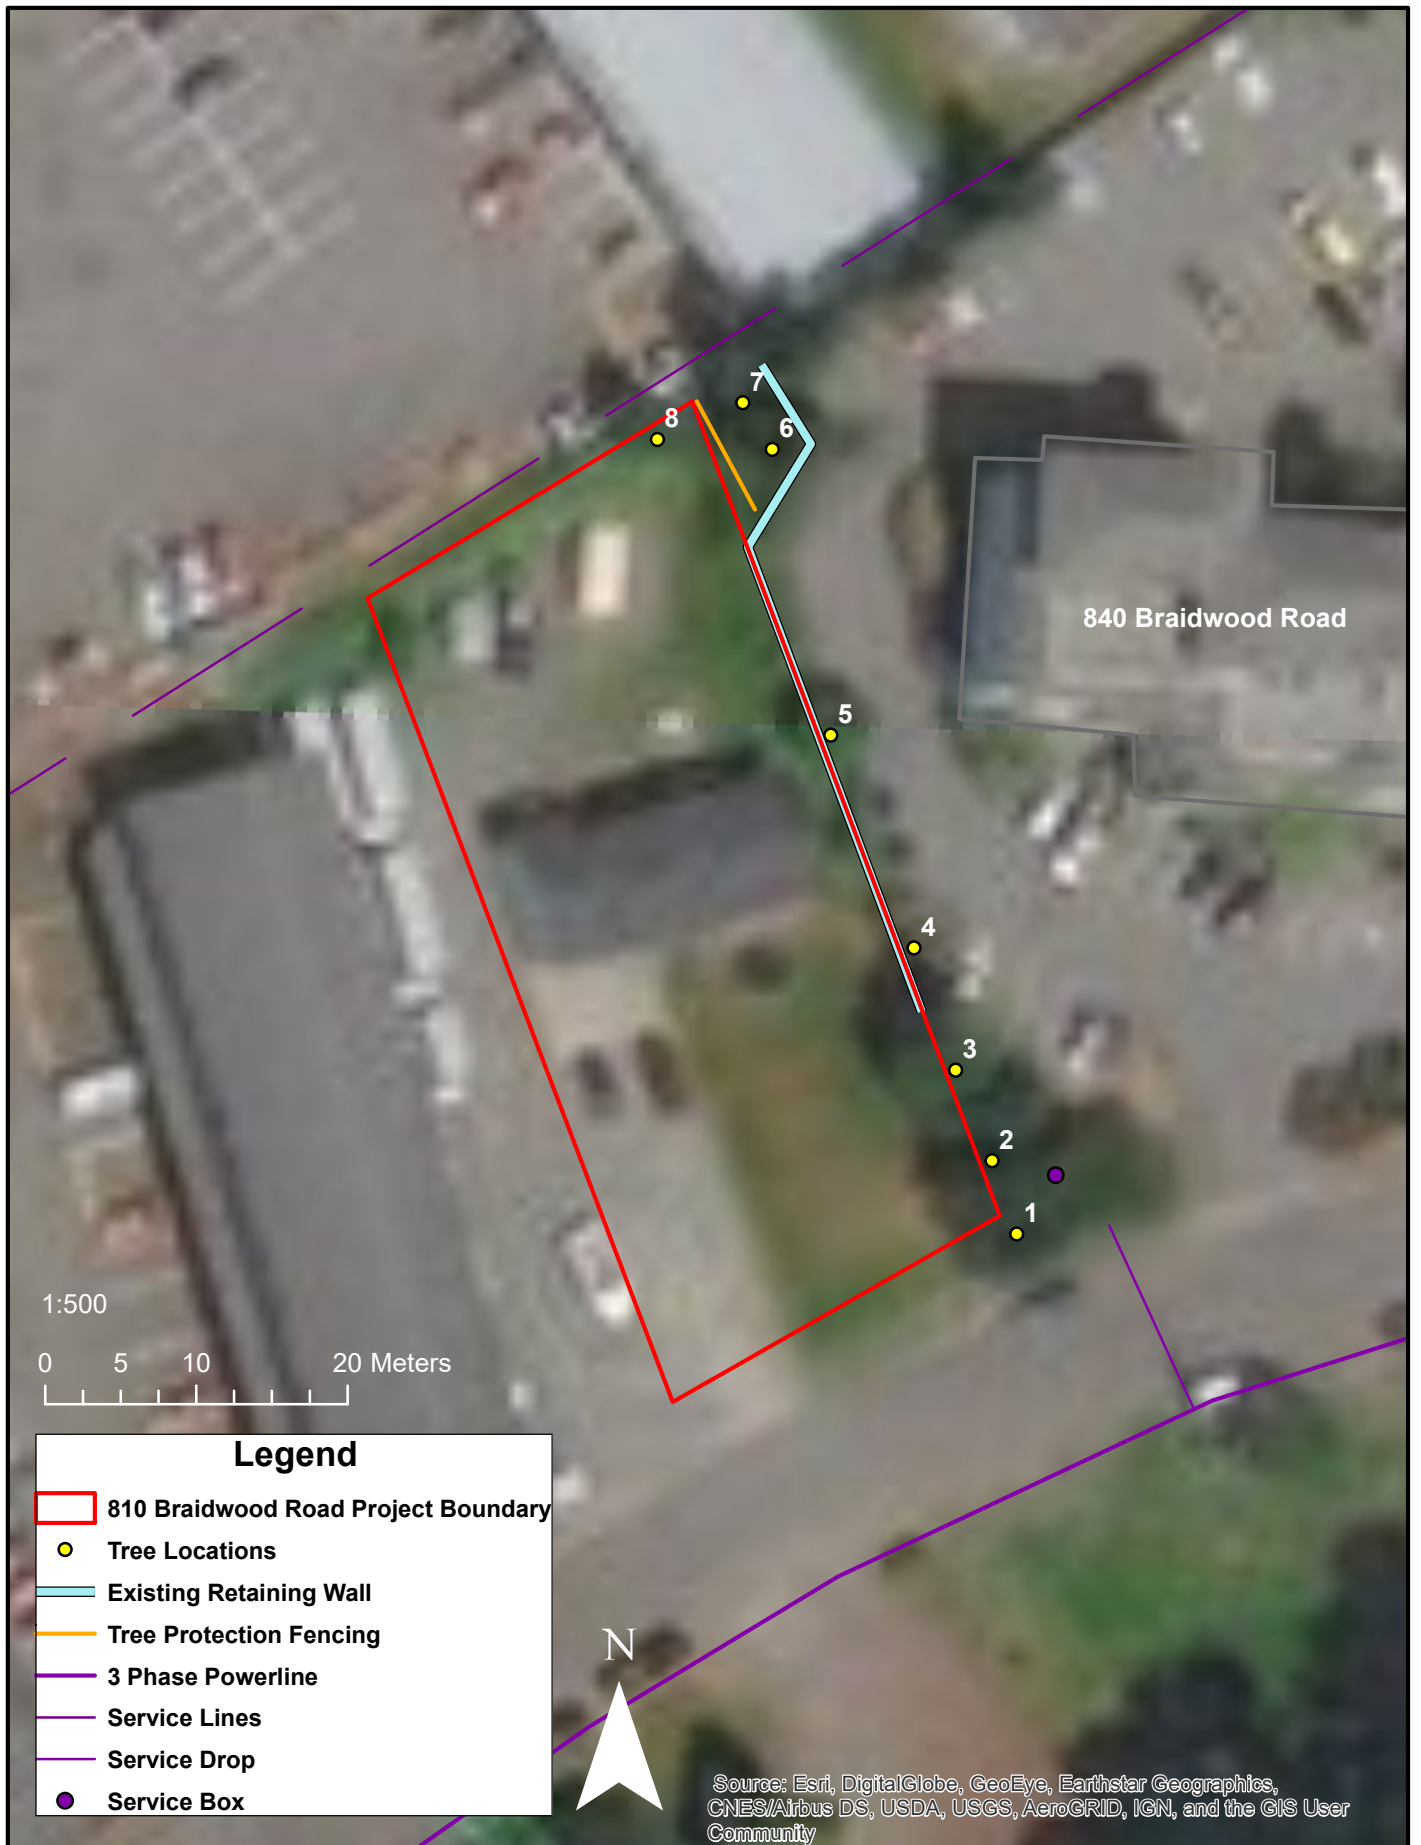 7
8
6
840 Braidwood Road
5
4
3
2
1
1:500
0 5 10 20 Meters
Legend
810 Braidwood Road Project Boundary
Tree Locations
Existing Retaining Wall
Tree Protection Fencing
3 Phase Powerline
Service Lines
Service Drop
Service Box
N
Source: Esri, DigitalGlobe, GeoEye, Earthstar Geographics,
CNES/Airbus DS, USDA, USGS, AeroGRID, IGN, and the GIS User
Community